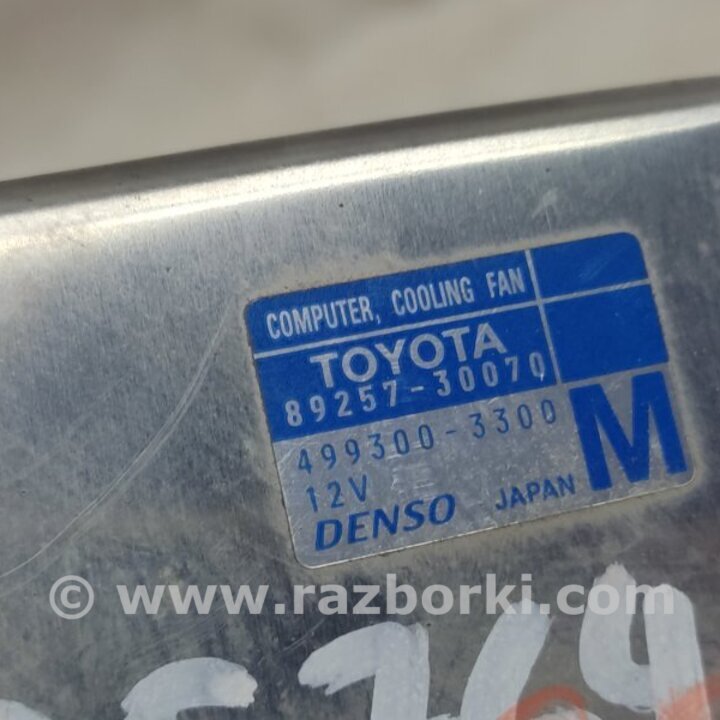 COMPUTER, COOLING FAN
TOYOTA
89257-30070
499300-3300
12V
DENSO JAPAN M
© www.razborki.com